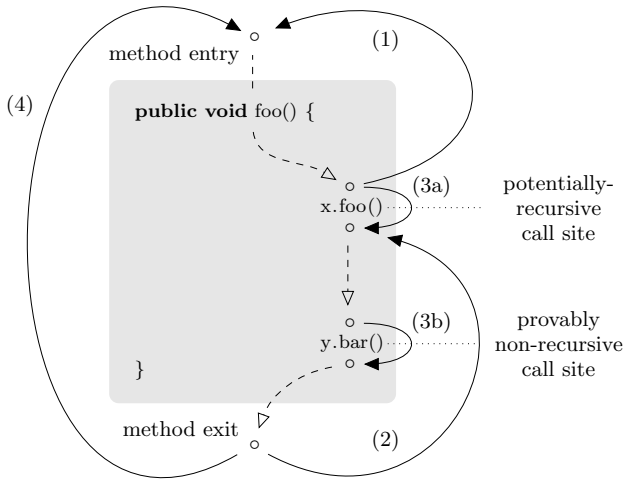 (1)
method entry
(4)
public void foo() {
(3a)
x.foo()
potentially-
recursive
call site
(3b)
y.bar()
provably
non-recursive
call site
}
method exit
(2)